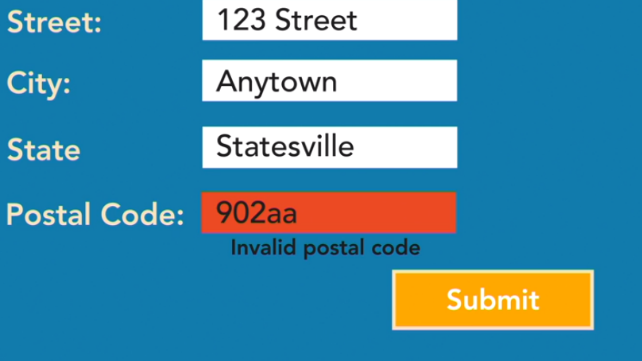 Street: 123 Street
City: Anytown
State Statesville
Postal Code: 902aa
Invalid postal code
Submit